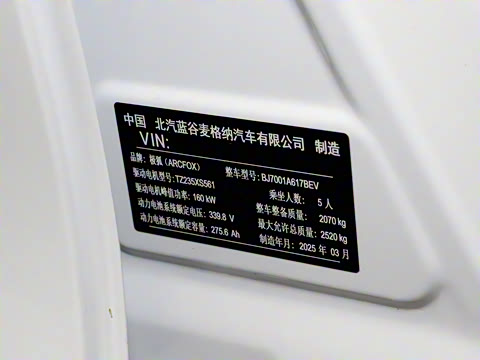 中国 北汽蓝谷麦格纳汽车有限公司 制造
VIN:
品牌：极狐（ARCFOX） 整车型号：BJ7001A617BEV
驱动电机型号：TZ235XS561 乘坐人数： 5 人
驱动电机峰值功率：160 kW 整车整备质量： 2070 kg
动力电池系统额定电压：339.8 V 最大允许总质量：2520 kg
动力电池系统额定容量：275.6 Ah 制造年月：2025 年 03 月